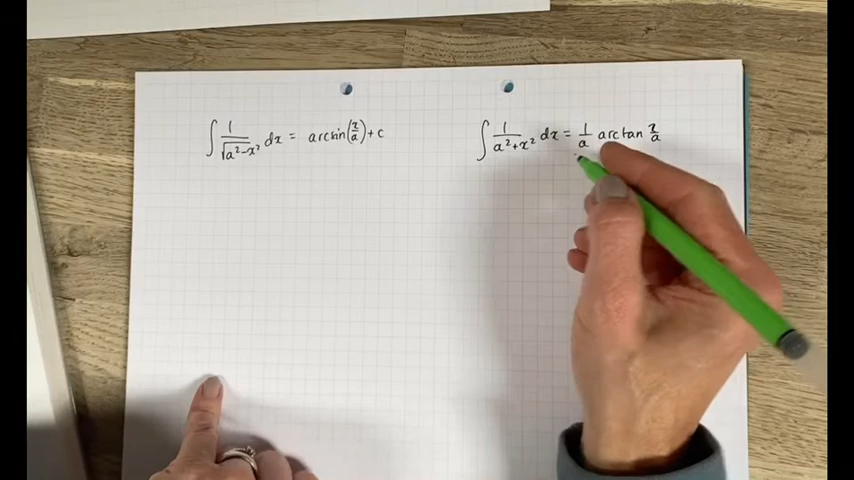 ∫ 1/√(a²-x²) dx = arcsin(x/a) + c
∫ 1/(a²+x²) dx = 1/a arctan x/a